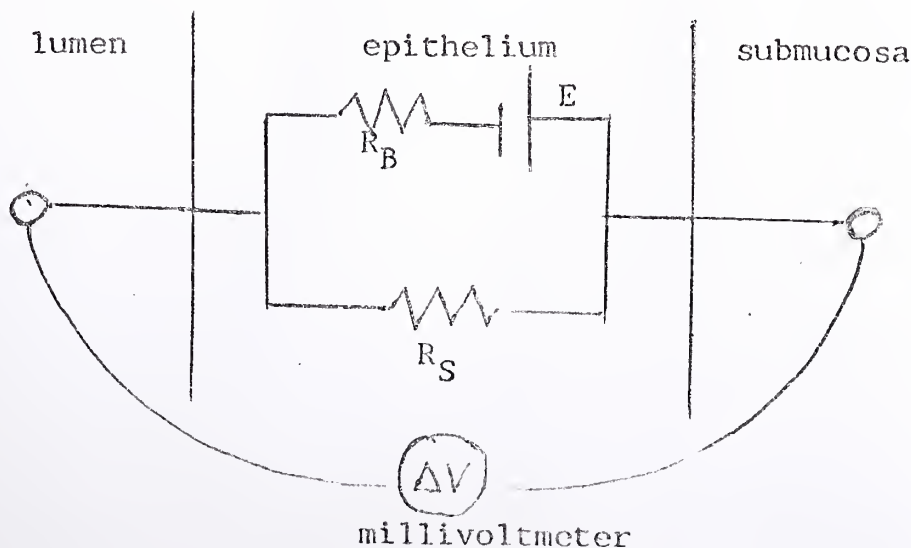 lumen epithelium submucosa
E
R_B
R_S
ΔV
millivoltmeter